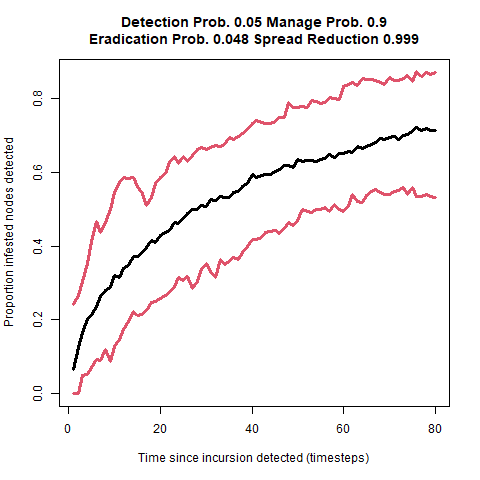 Detection Prob. 0.05 Manage Prob. 0.9
Eradication Prob. 0.048 Spread Reduction 0.999
Proportion infested nodes detected
0.8
0.6
0.4
0.2
0.0
0 20 40 60 80
Time since incursion detected (timesteps)